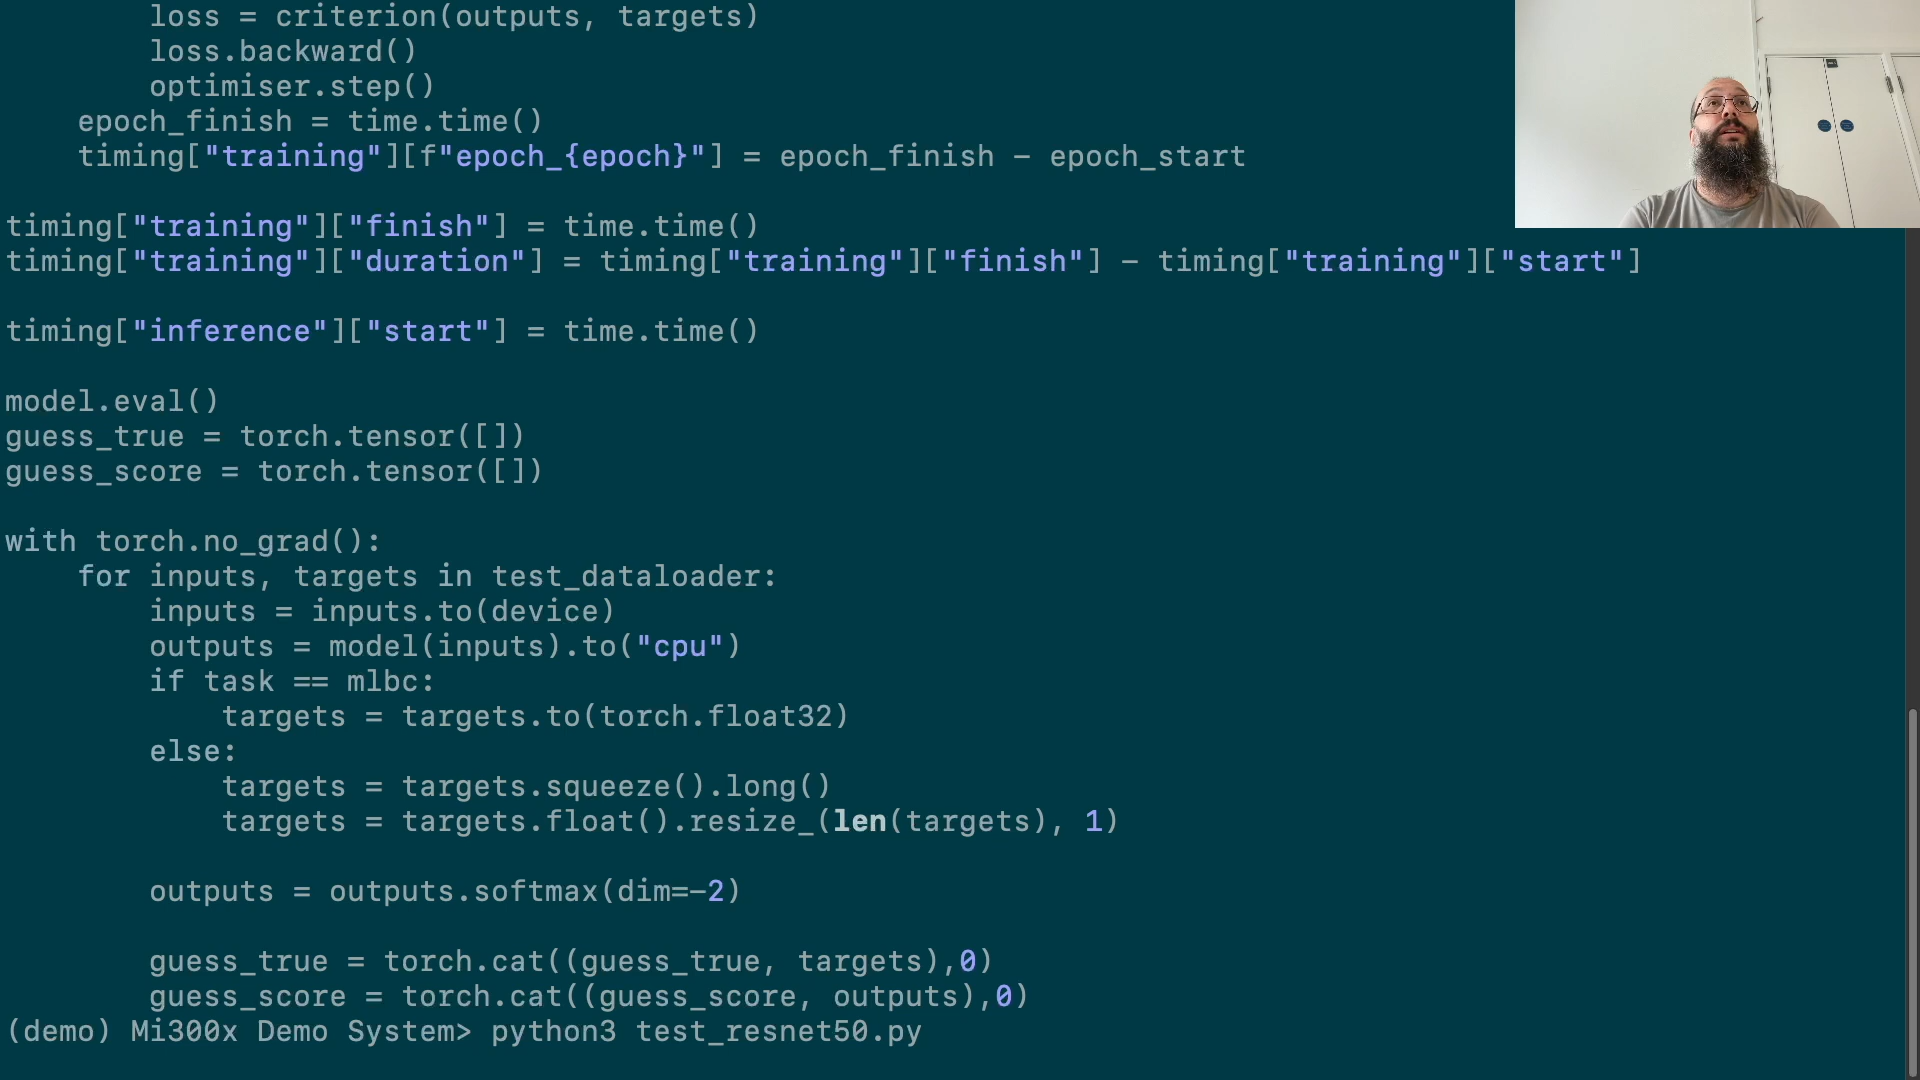 loss = criterion(outputs, targets)
loss.backward()
optimiser.step()
epoch_finish = time.time()
timing["training"][f"epoch_{epoch}"] = epoch_finish - epoch_start
timing["training"]["finish"] = time.time()
timing["training"]["duration"] = timing["training"]["finish"] - timing["training"]["start"]
timing["inference"]["start"] = time.time()
model.eval()
guess_true = torch.tensor([])
guess_score = torch.tensor([])
with torch.no_grad():
for inputs, targets in test_dataloader:
inputs = inputs.to(device)
outputs = model(inputs).to("cpu")
if task == mlbc:
targets = targets.to(torch.float32)
else:
targets = targets.squeeze().long()
targets = targets.float().resize_(len(targets), 1)
outputs = outputs.softmax(dim=-2)
guess_true = torch.cat((guess_true, targets),0)
guess_score = torch.cat((guess_score, outputs),0)
(demo) Mi300x Demo System> python3 test_resnet50.py